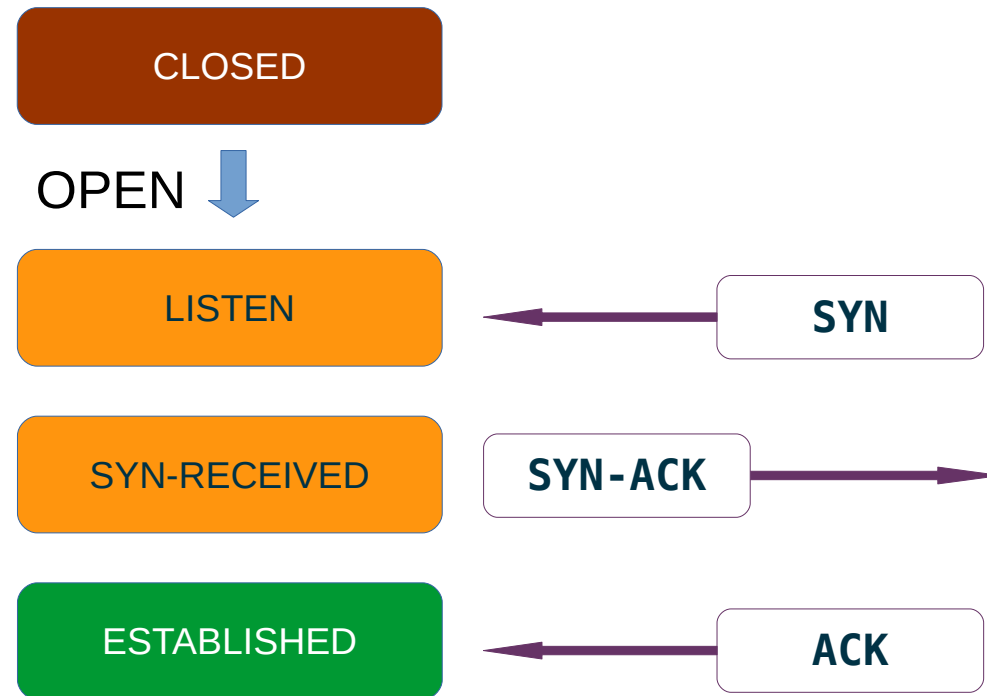 CLOSED
OPEN
LISTEN
SYN
SYN-RECEIVED
SYN-ACK
ESTABLISHED
ACK